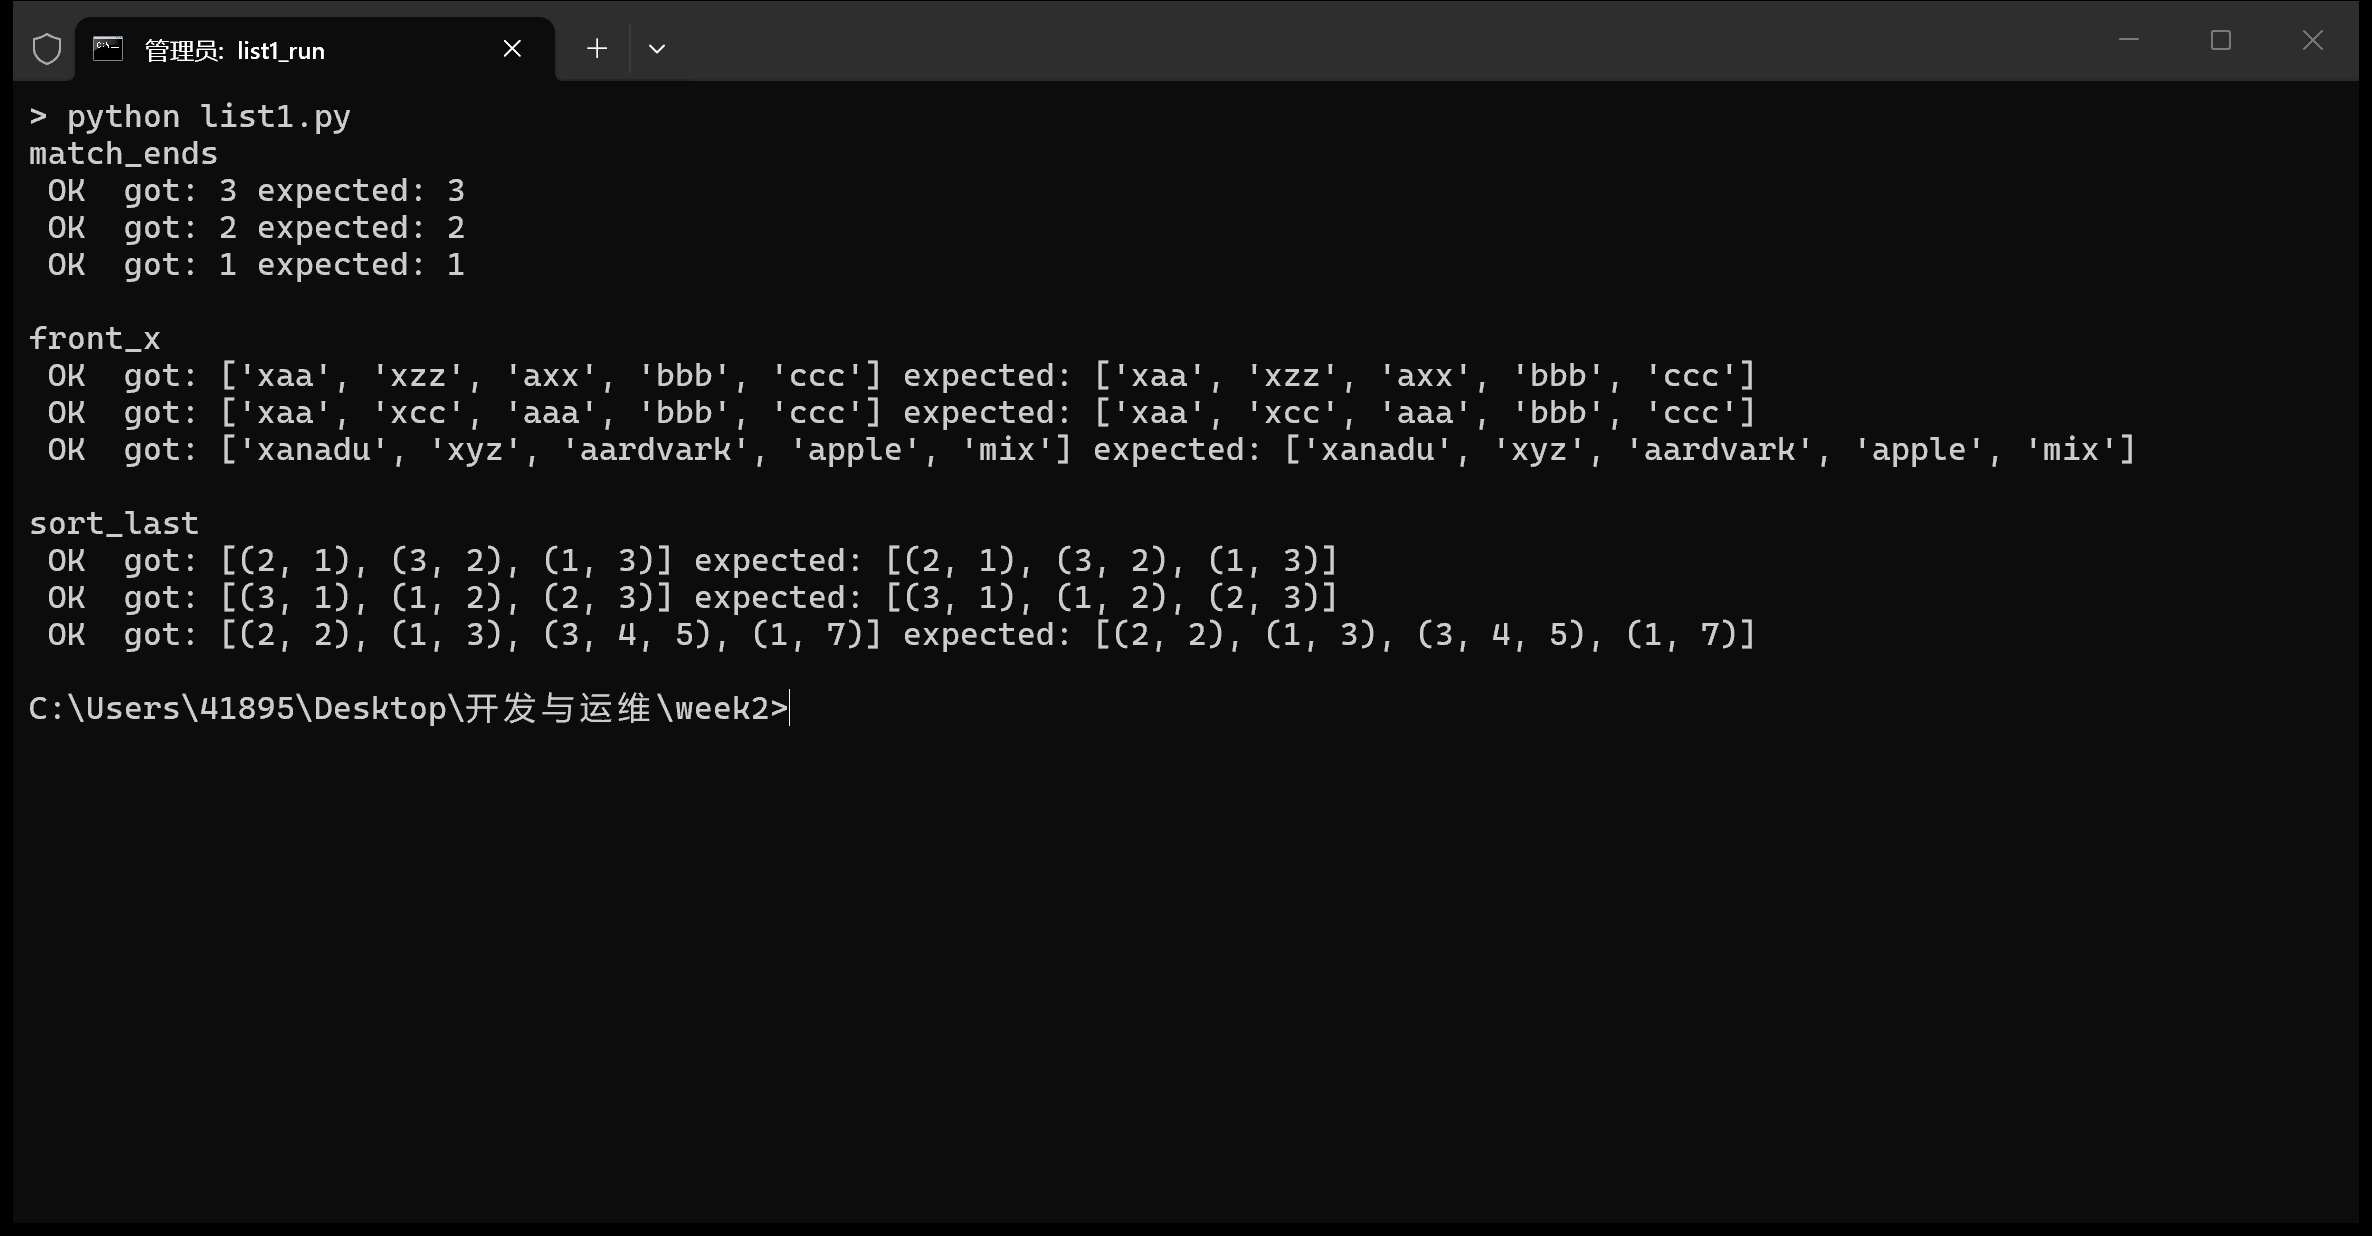 管理员: list1_run
> python list1.py
match_ends
 OK  got: 3 expected: 3
 OK  got: 2 expected: 2
 OK  got: 1 expected: 1
front_x
 OK  got: ['xaa', 'xzz', 'axx', 'bbb', 'ccc'] expected: ['xaa', 'xzz', 'axx', 'bbb', 'ccc']
 OK  got: ['xaa', 'xcc', 'aaa', 'bbb', 'ccc'] expected: ['xaa', 'xcc', 'aaa', 'bbb', 'ccc']
 OK  got: ['xanadu', 'xyz', 'aardvark', 'apple', 'mix'] expected: ['xanadu', 'xyz', 'aardvark', 'apple', 'mix']
sort_last
 OK  got: [(2, 1), (3, 2), (1, 3)] expected: [(2, 1), (3, 2), (1, 3)]
 OK  got: [(3, 1), (1, 2), (2, 3)] expected: [(3, 1), (1, 2), (2, 3)]
 OK  got: [(2, 2), (1, 3), (3, 4, 5), (1, 7)] expected: [(2, 2), (1, 3), (3, 4, 5), (1, 7)]
C:\Users\41895\Desktop\开发与运维\week2>